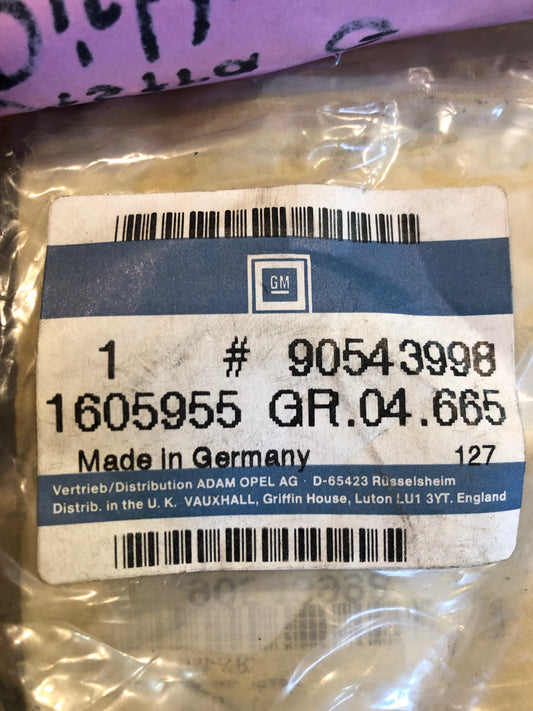 GM
1 # 90543998
1605955 GR.04.665
Made in Germany 127
Vertrieb/Distribution ADAM OPEL AG · D-65423 Rüsselsheim
Distrib. in the U. K. VAUXHALL, Griffin House, Luton LU1 3YT. England